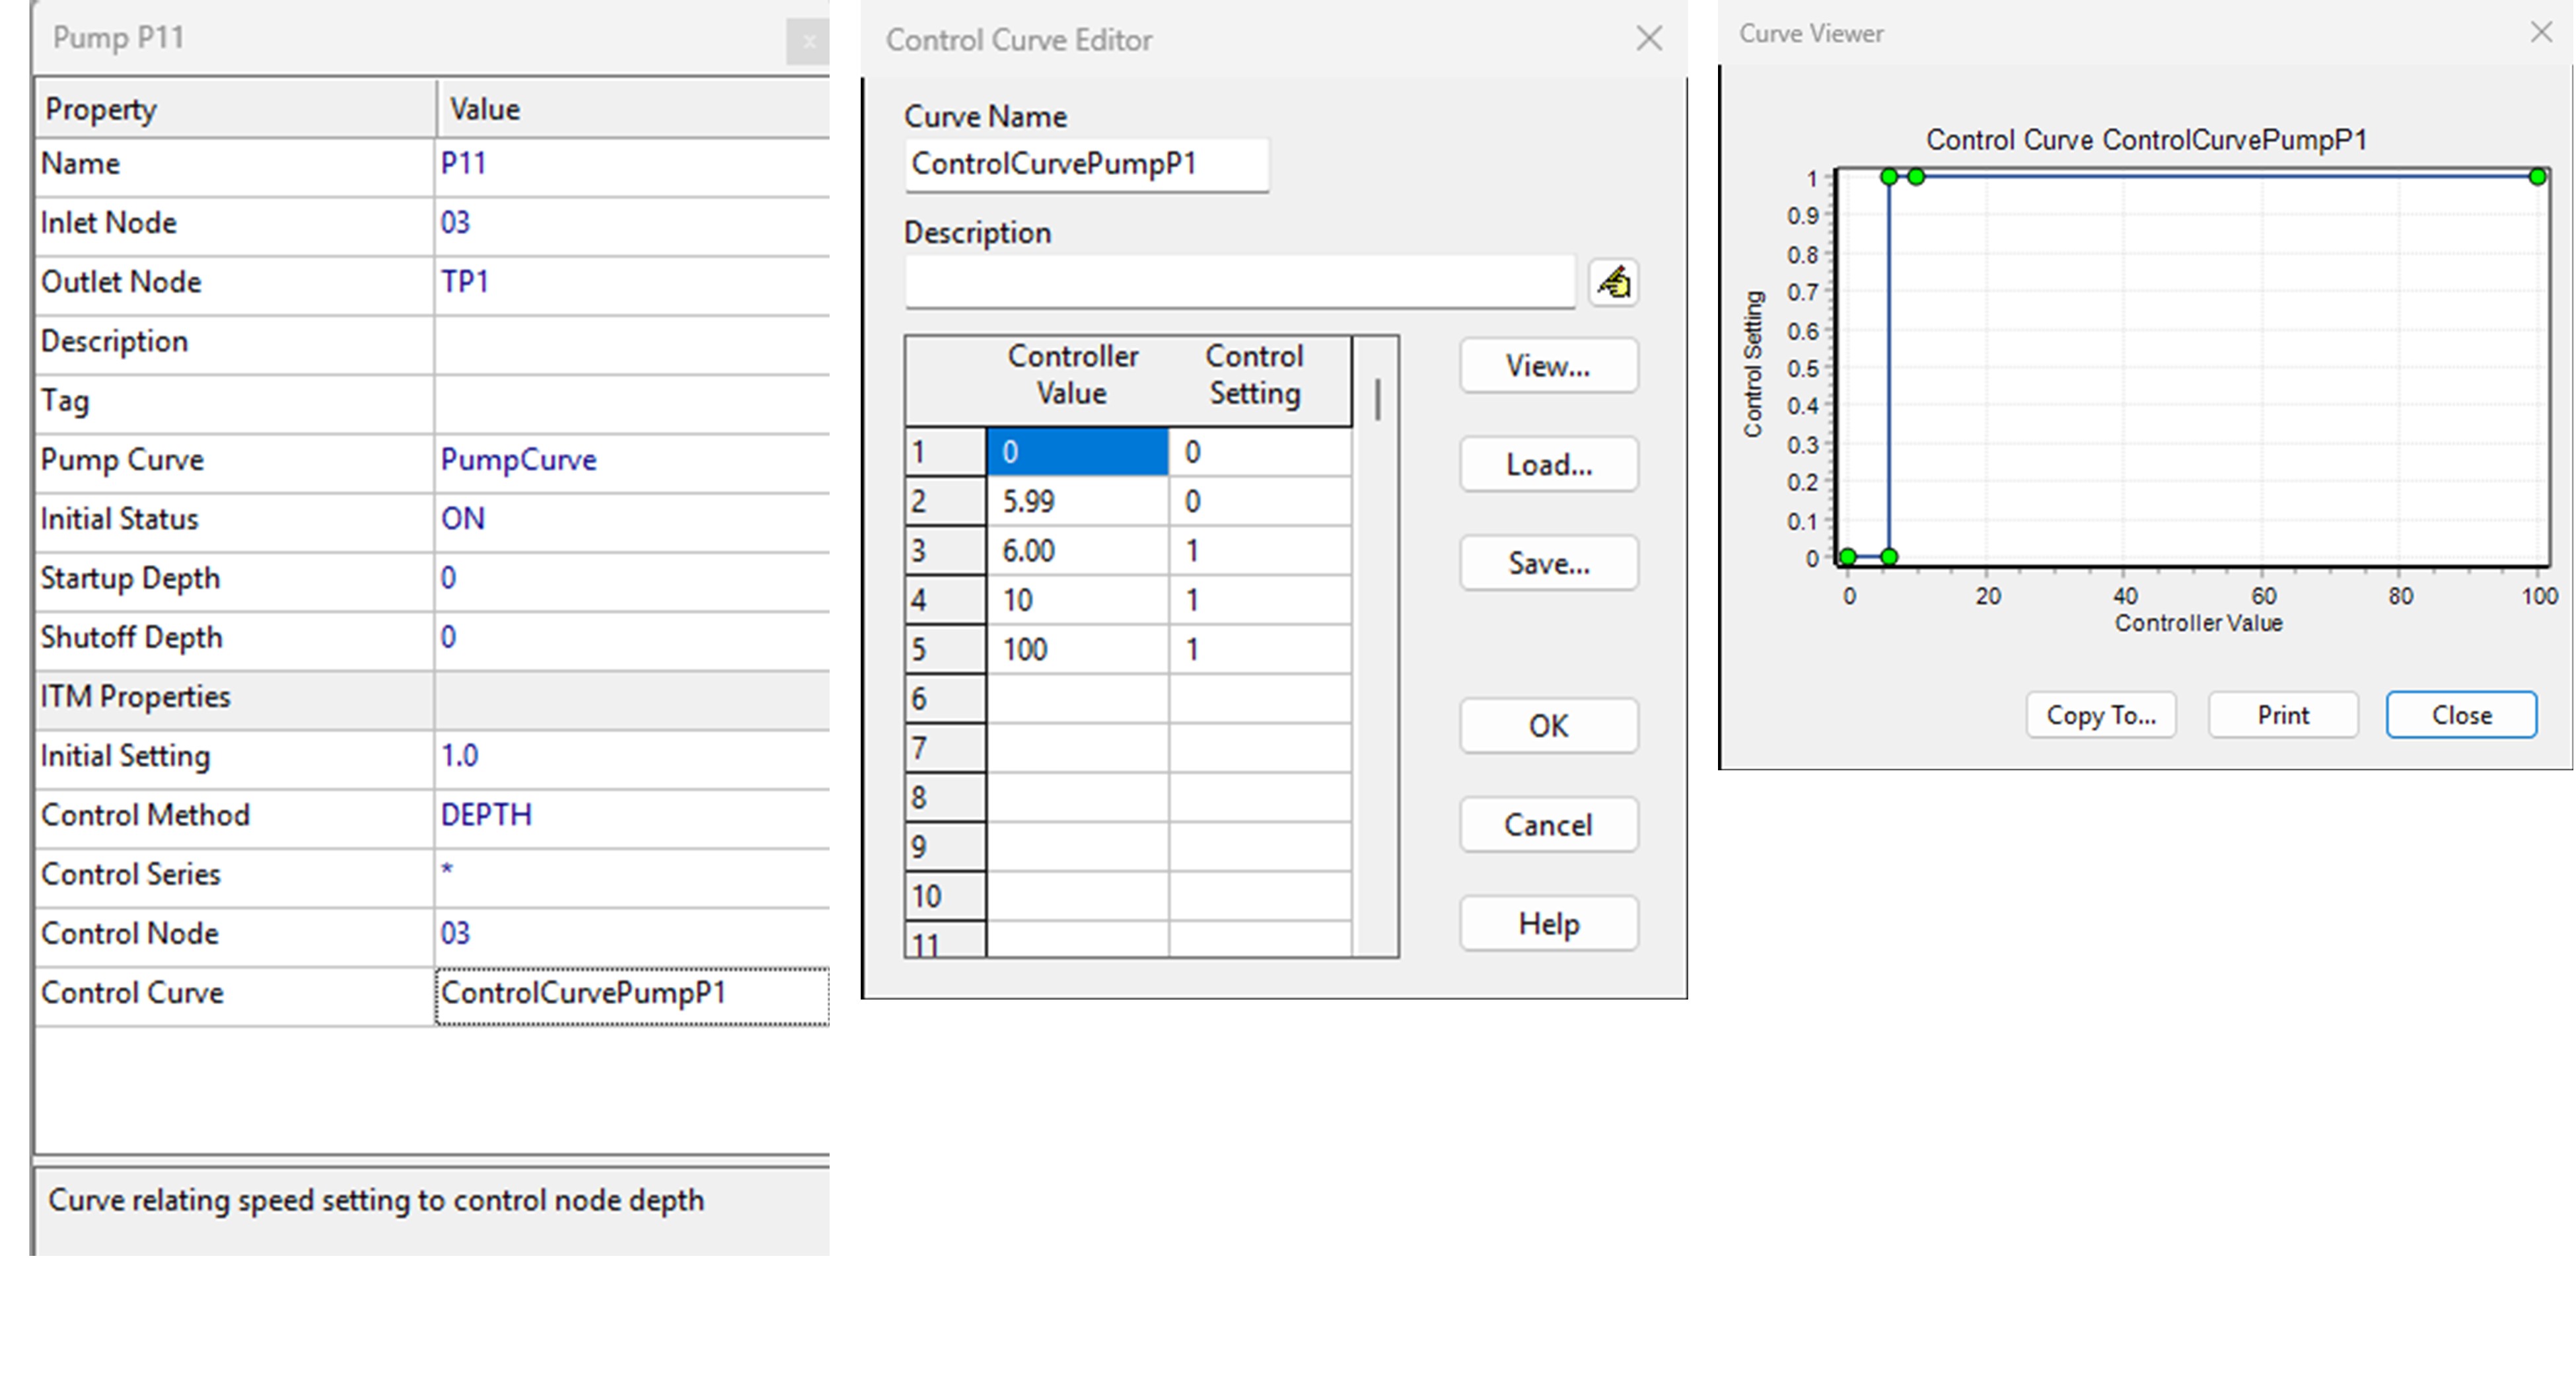 Pump P11
x
Property Value
Name P11
Inlet Node 03
Outlet Node TP1
Description
Tag
Pump Curve PumpCurve
Initial Status ON
Startup Depth 0
Shutoff Depth 0
ITM Properties
Initial Setting 1.0
Control Method DEPTH
Control Series *
Control Node 03
Control Curve ControlCurvePumpP1
Curve relating speed setting to control node depth
Control Curve Editor
Curve Name
ControlCurvePumpP1
Description
Controller Control
Value Setting
1 0 0
2 5.99 0
3 6.00 1
4 10 1
5 100 1
6
7
8
9
10
11
View...
Load...
Save...
OK
Cancel
Help
Curve Viewer
Control Curve ControlCurvePumpP1
Control Setting
1
0.9
0.8
0.7
0.6
0.5
0.4
0.3
0.2
0.1
0
0 20 40 60 80 100
Controller Value
Copy To... Print Close